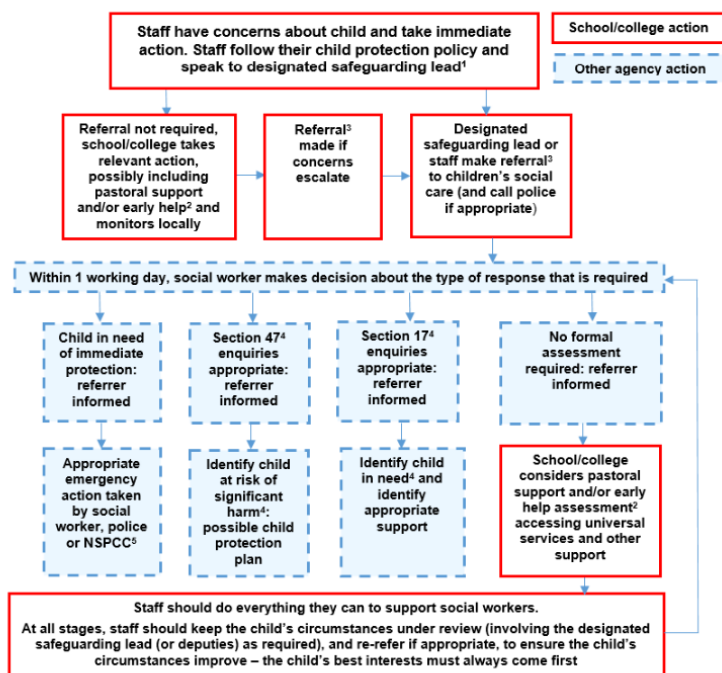 Staff have concerns about child and take immediate
action. Staff follow their child protection policy and
speak to designated safeguarding lead¹
School/college action
Other agency action
Referral not required,
school/college takes
relevant action,
possibly including
pastoral support
and/or early help² and
monitors locally
Referral³
made if
concerns
escalate
Designated
safeguarding lead or
staff make referral³
to children’s social
care (and call police
if appropriate)
Within 1 working day, social worker makes decision about the type of response that is required
Child in need
of immediate
protection:
referrer
informed
Section 47⁴
enquiries
appropriate:
referrer
informed
Section 17⁴
enquiries
appropriate:
referrer
informed
No formal
assessment
required: referrer
informed
Appropriate
emergency
action taken
by social
worker, police
or NSPCC⁵
Identify child
at risk of
significant
harm⁴:
possible child
protection
plan
Identify child
in need⁴ and
identify
appropriate
support
School/college
considers pastoral
support and/or early
help assessment²
accessing universal
services and other
support
Staff should do everything they can to support social workers.
At all stages, staff should keep the child’s circumstances under review (involving the designated
safeguarding lead (or deputies) as required), and re-refer if appropriate, to ensure the child’s
circumstances improve – the child’s best interests must always come first